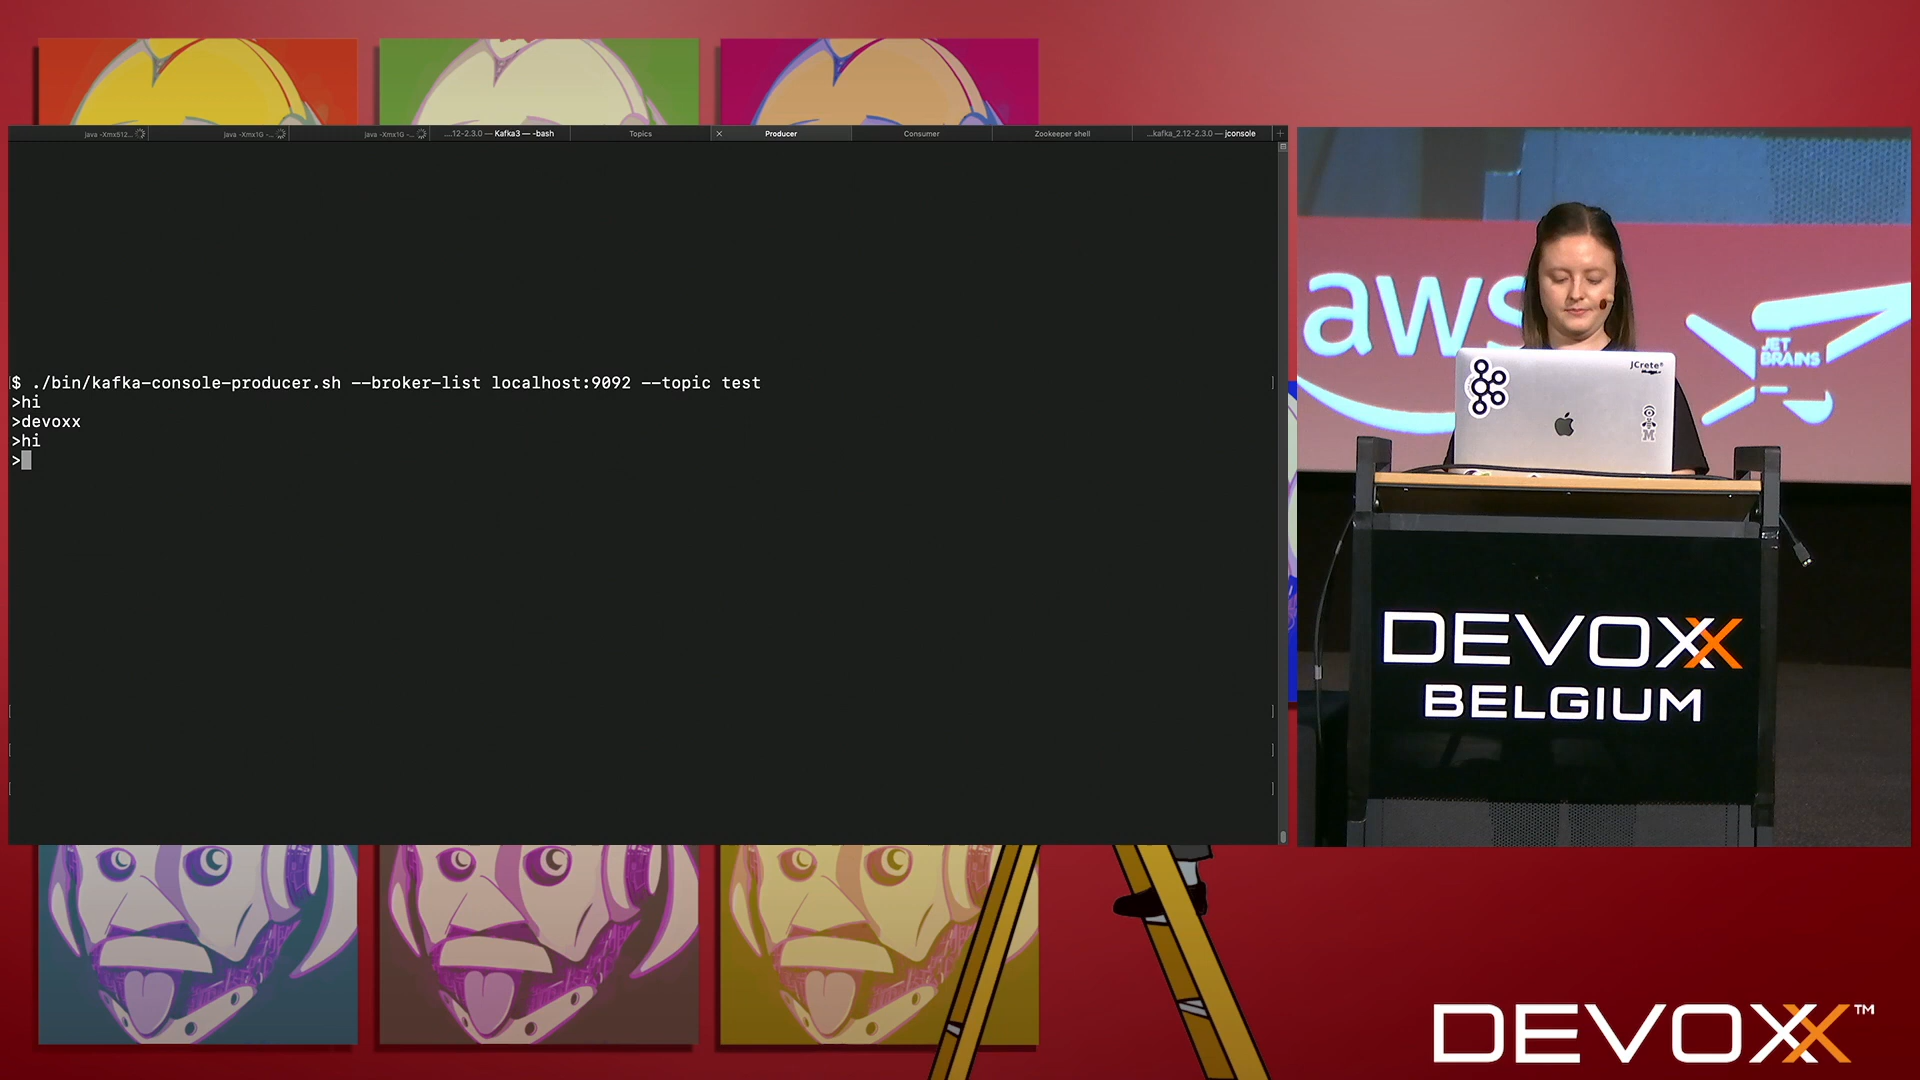 java -Xmx512...
java -Xmx1G -...
java -Xmx1G -...
...12-2.3.0 — Kafka3 — -bash
Topics
Producer
Consumer
Zookeeper shell
...kafka_2.12-2.3.0 — jconsole
$ ./bin/kafka-console-producer.sh --broker-list localhost:9092 --topic test
>hi
>devoxx
>hi
>
aws
JET
BRAINS
JCrete
M
DEVOXX
BELGIUM
DEVOXX™